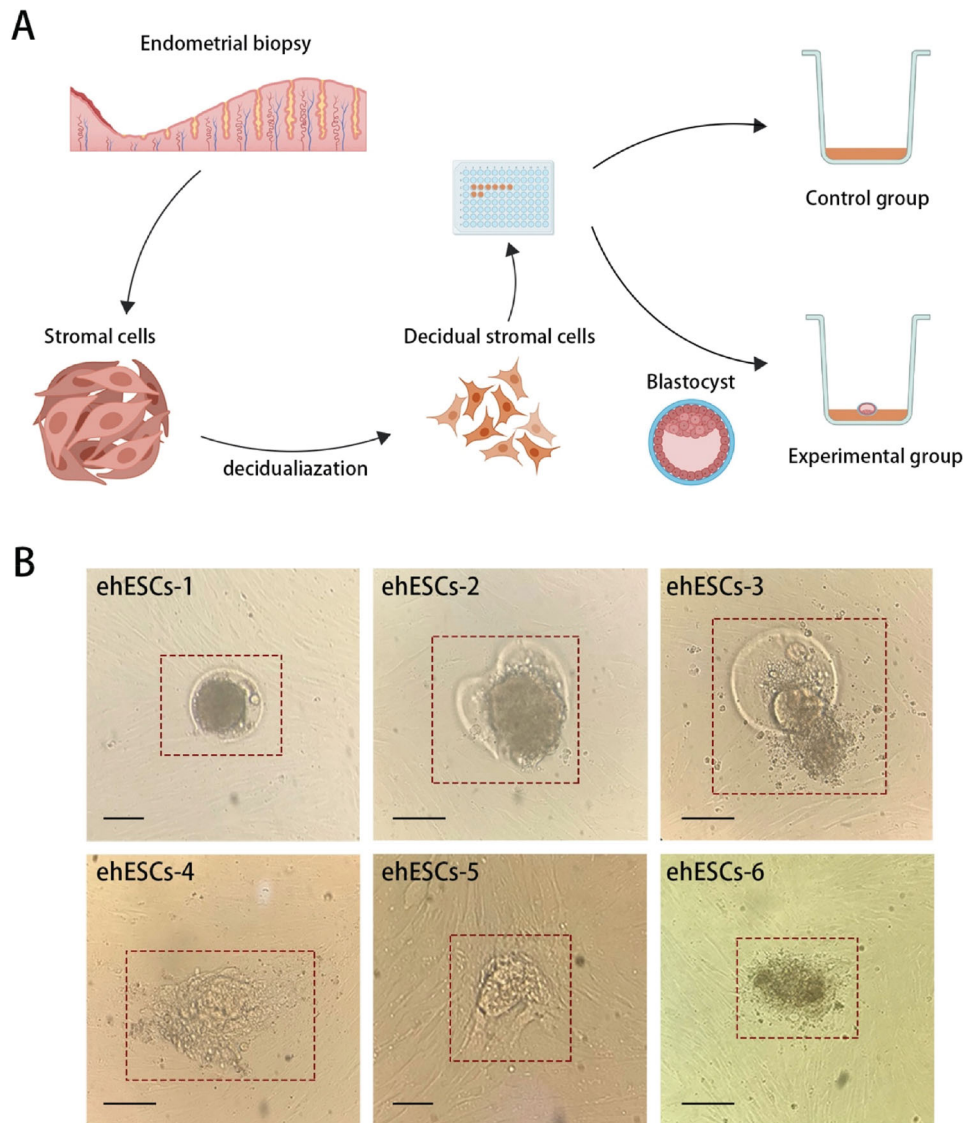 A
Endometrial biopsy
Control group
Stromal cells
Decidual stromal cells
Blastocyst
decidualiazation
Experimental group
B
ehESCs-1
ehESCs-2
ehESCs-3
ehESCs-4
ehESCs-5
ehESCs-6